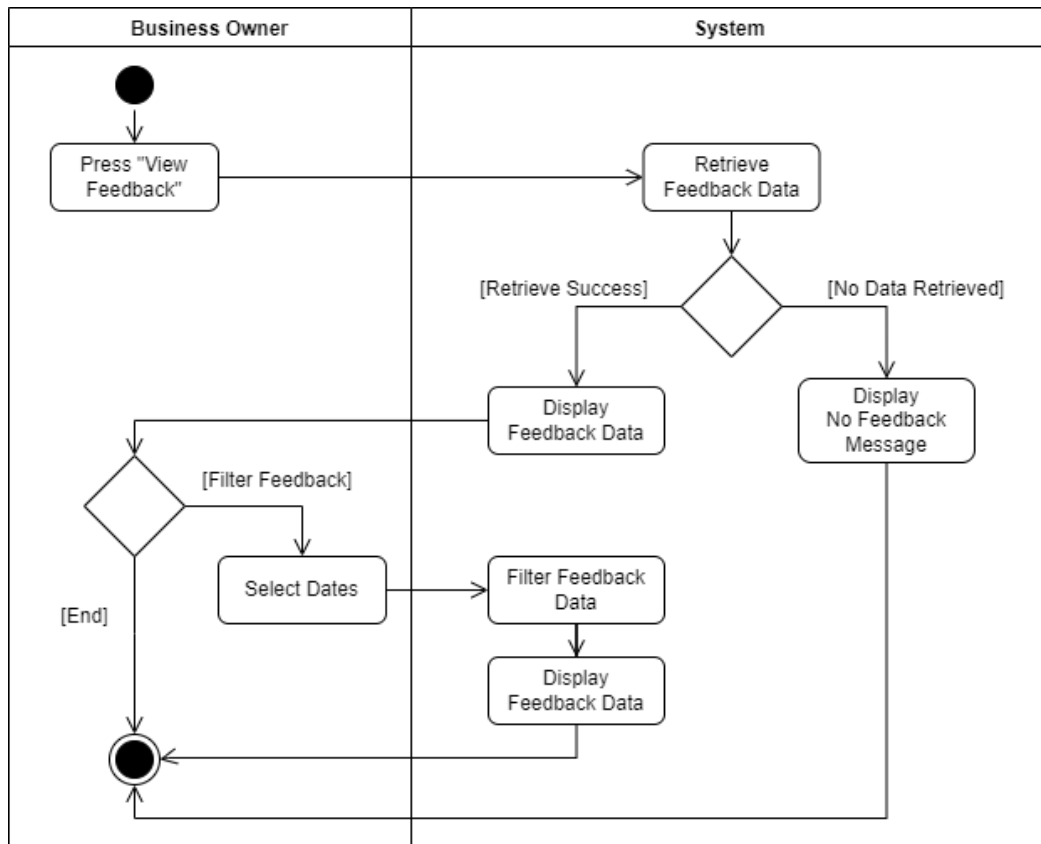 Business Owner
System
Press "View
Feedback"
Retrieve
Feedback Data
[Retrieve Success]
[No Data Retrieved]
Display
Feedback Data
Display
No Feedback
Message
[Filter Feedback]
Select Dates
Filter Feedback
Data
[End]
Display
Feedback Data